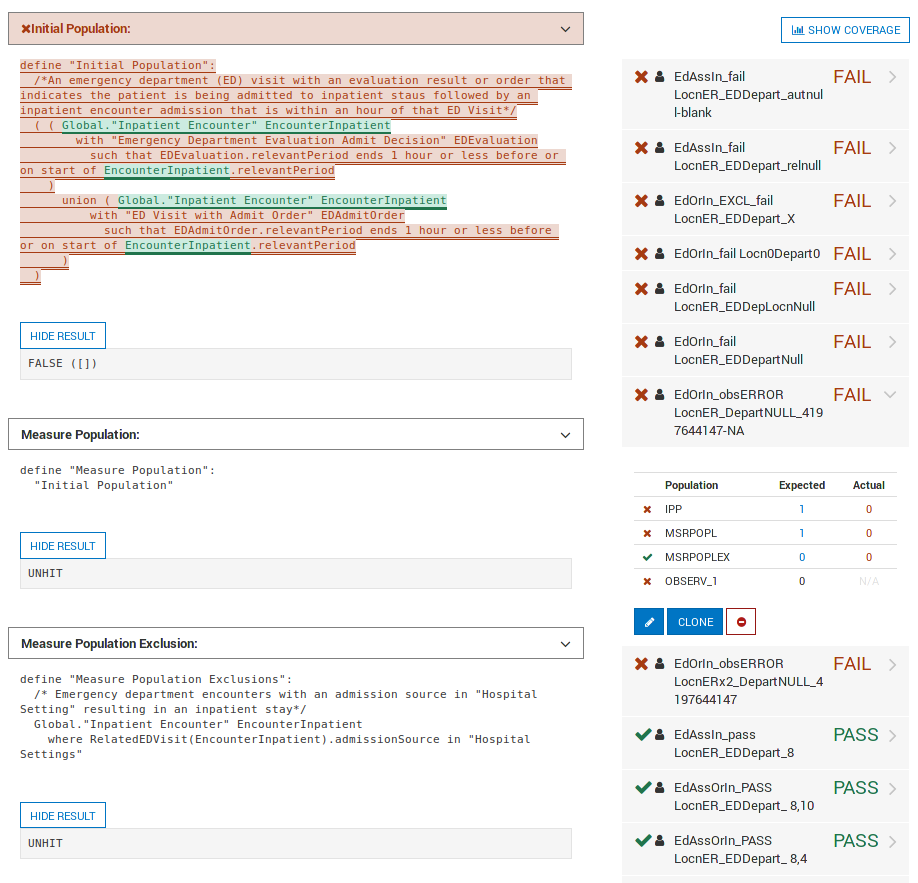 Initial Population:
define "Initial Population":
/*An emergency department (ED) visit with an evaluation result or order that
indicates the patient is being admitted to inpatient staus followed by an
inpatient encounter admission that is within an hour of that ED Visit*/
( ( Global."Inpatient Encounter" EncounterInpatient
with "Emergency Department Evaluation Admit Decision" EDEvaluation
such that EDEvaluation.relevantPeriod ends 1 hour or less before or
on start of EncounterInpatient.relevantPeriod
)
union ( Global."Inpatient Encounter" EncounterInpatient
with "ED Visit with Admit Order" EDAdmitOrder
such that EDAdmitOrder.relevantPeriod ends 1 hour or less before
or on start of EncounterInpatient.relevantPeriod
)
)
HIDE RESULT
FALSE ([])
Measure Population:
define "Measure Population":
"Initial Population"
HIDE RESULT
UNHIT
Measure Population Exclusion:
define "Measure Population Exclusions":
/* Emergency department encounters with an admission source in "Hospital
Setting" resulting in an inpatient stay*/
Global."Inpatient Encounter" EncounterInpatient
where RelatedEDVisit(EncounterInpatient).admissionSource in "Hospital
Settings"
HIDE RESULT
UNHIT
SHOW COVERAGE
EdAssIn_fail FAIL
LocnER_EDDepart_autnul
l-blank
EdAssIn_fail FAIL
LocnER_EDDepart_relnull
EdOrIn_EXCL_fail FAIL
LocnER_EDDepart_X
EdOrIn_fail Locn0Depart0 FAIL
EdOrIn_fail FAIL
LocnER_EDDepLocnNull
EdOrIn_fail FAIL
LocnER_EDDepartNull
EdOrIn_obsERROR FAIL
LocnER_DepartNULL_419
7644147-NA
Population Expected Actual
IPP 1 0
MSRPOPL 1 0
MSRPOPLEX 0 0
OBSERV_1 0 N/A
CLONE
EdOrIn_obsERROR FAIL
LocnERx2_DepartNULL_4
197644147
EdAssIn_pass PASS
LocnER_EDDepart_8
EdAssOrIn_PASS PASS
LocnER_EDDepart_ 8,10
EdAssOrIn_PASS PASS
LocnER_EDDepart_ 8,4